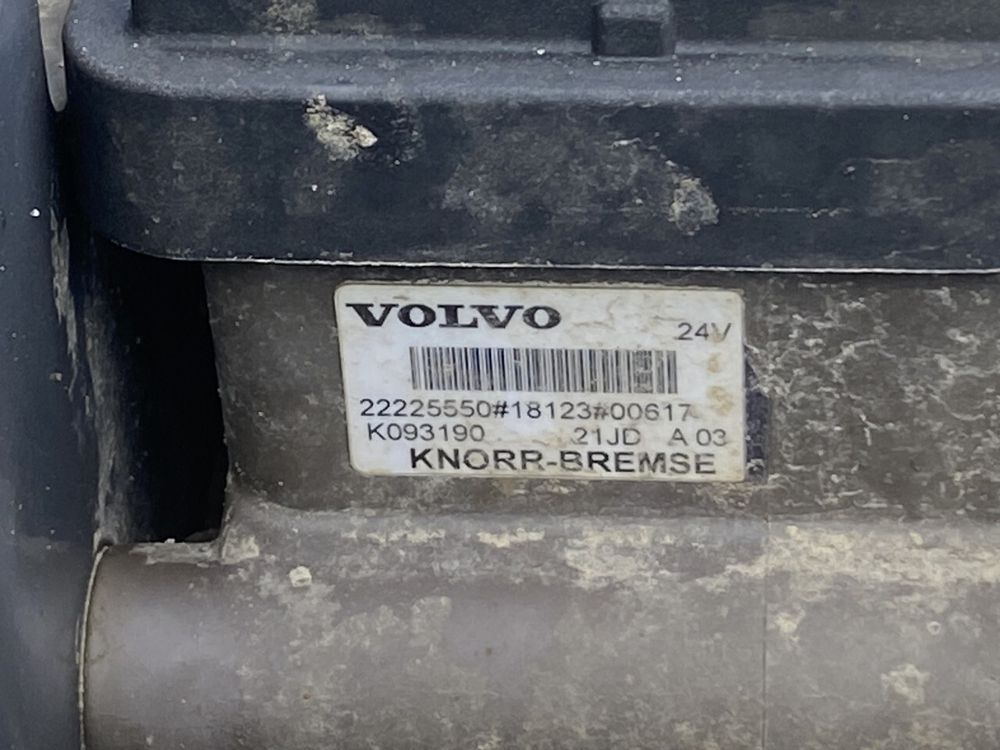 VOLVO
24V
22225550#18123#00617
K093190 21JD A 03
KNORR-BREMSE